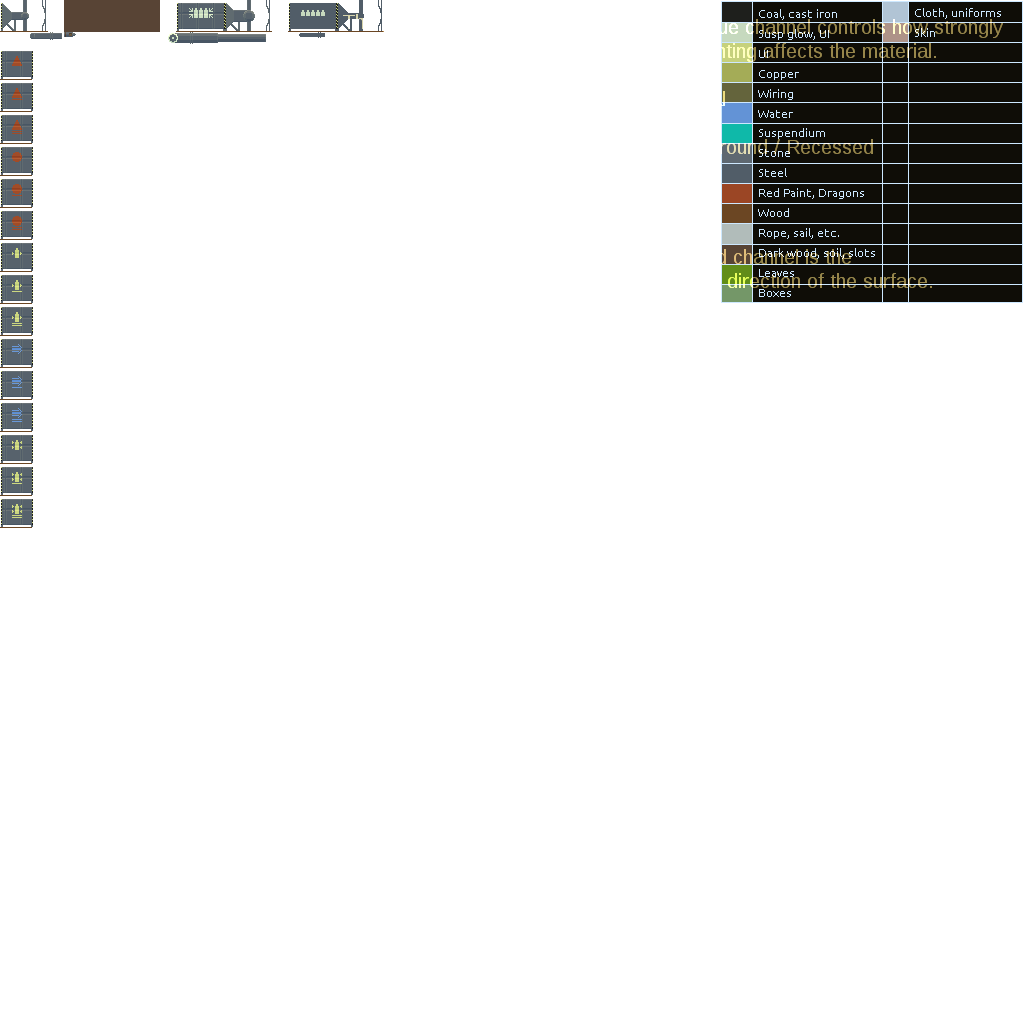 Coal, cast iron
Cloth, uniforms
ue channel controls how strongly
Susp glow, UI
Skin
UI
nting affects the material.
Copper
Wiring
Water
Suspendium
ound / Recessed
Stone
Steel
Red Paint, Dragons
Wood
Rope, sail, etc.
Dark wood, soil, slots
d channel is the
Leaves
direction of the surface.
Boxes